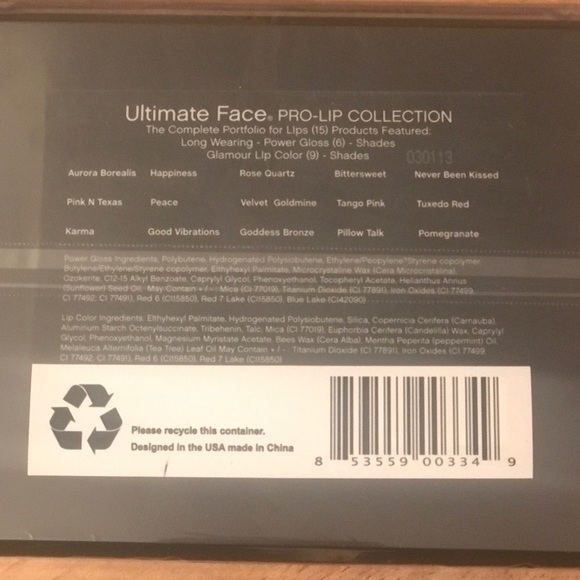 Ultimate Face® PRO-LIP COLLECTION
The Complete Portfolio for Lips (15) Products Featured:
Long Wearing - Power Gloss (6) - Shades
Glamour Lip Color (9) - Shades
030113
Aurora Borealis Happiness Rose Quartz Bittersweet Never Been Kissed
Pink N Texas Peace Velvet Goldmine Tango Pink Tuxedo Red
Karma Good Vibrations Goddess Bronze Pillow Talk Pomegranate
Power Gloss Ingredients: Polybutene, Hydrogenated Polyisobutene, Ethylene/Peopylene?Styrene copolymer,
Butylene/Ethylene/Styrene copolymer, Ethylhexyl Palmitate, Microcrystalline Wax (Cera Microcristalina),
Ozokerite, C12-15 Alkyl Benzoate, Caprylyl Glycol, Phenoxyethanol, Tocopheryl Acetate, Helianthus Annus
(Sunflower) Seed Oil May Contain + / - : Mica (CI 77019), Titanium Dioxide (CI 77891), Iron Oxides (CI 77499,
CI 77492, CI 77491), Red 6 (CI15850), Red 7 Lake (CI15850), Blue Lake (CI42090)
Lip Color Ingredients: Ethyhexyl Palmitate, Hydrogenated Polyisobutene, Silica, Copernicia Cerifera (Carnauba),
Aluminum Starch Octenylsuccinate, Tribehenin, Talc, Mica (CI 77019), Euphorbia Cerifera (Candelilla) Wax, Caprylyl
Glycol, Phenoxyethanol, Magnesium Myristate Acetate, Bees Wax (Cera Alba), Mentha Peperita (peppermint) Oil,
Melaleuca Alternifolia (Tea Tree) Leaf Oil May Contain + / - : Titanium Dioxide (CI 77891), Iron Oxides (CI 77499,
CI 77492, CI 77491), Red 6 (CI15850), Red 7 Lake (CI15850)
Please recycle this container.
Designed in the USA made in China
8 53559 00334 9